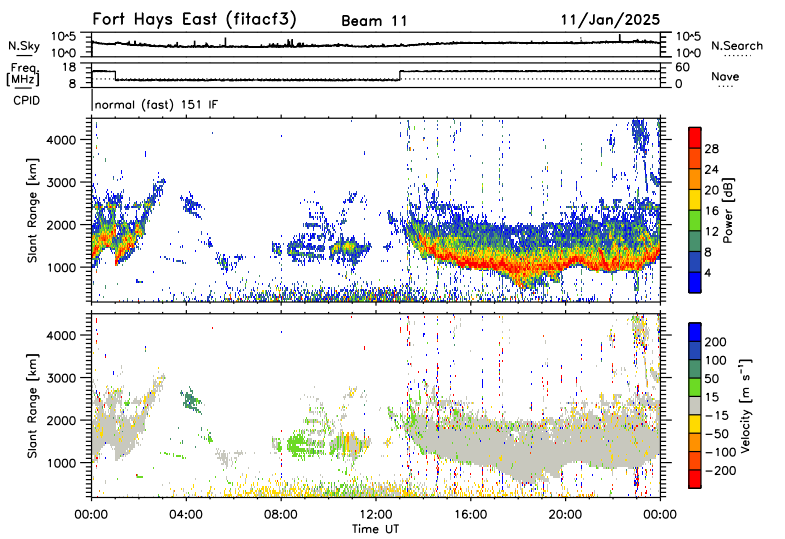 Fort Hays East (fitacf3) Beam 11 11/Jan/2025
N.Sky 10^5 10^0 10^5 10^0 N.Search
Freq. [MHz] 18 8 60 0 Nave
CPID normal (fast) 151 IF
Slant Range [km] 4000 3000 2000 1000
Power [dB] 28 24 20 16 12 8 4
Slant Range [km] 4000 3000 2000 1000
Velocity [m s⁻¹] 200 100 50 15 −15 −50 −100 −200
00:00 04:00 08:00 12:00 16:00 20:00 00:00
Time UT